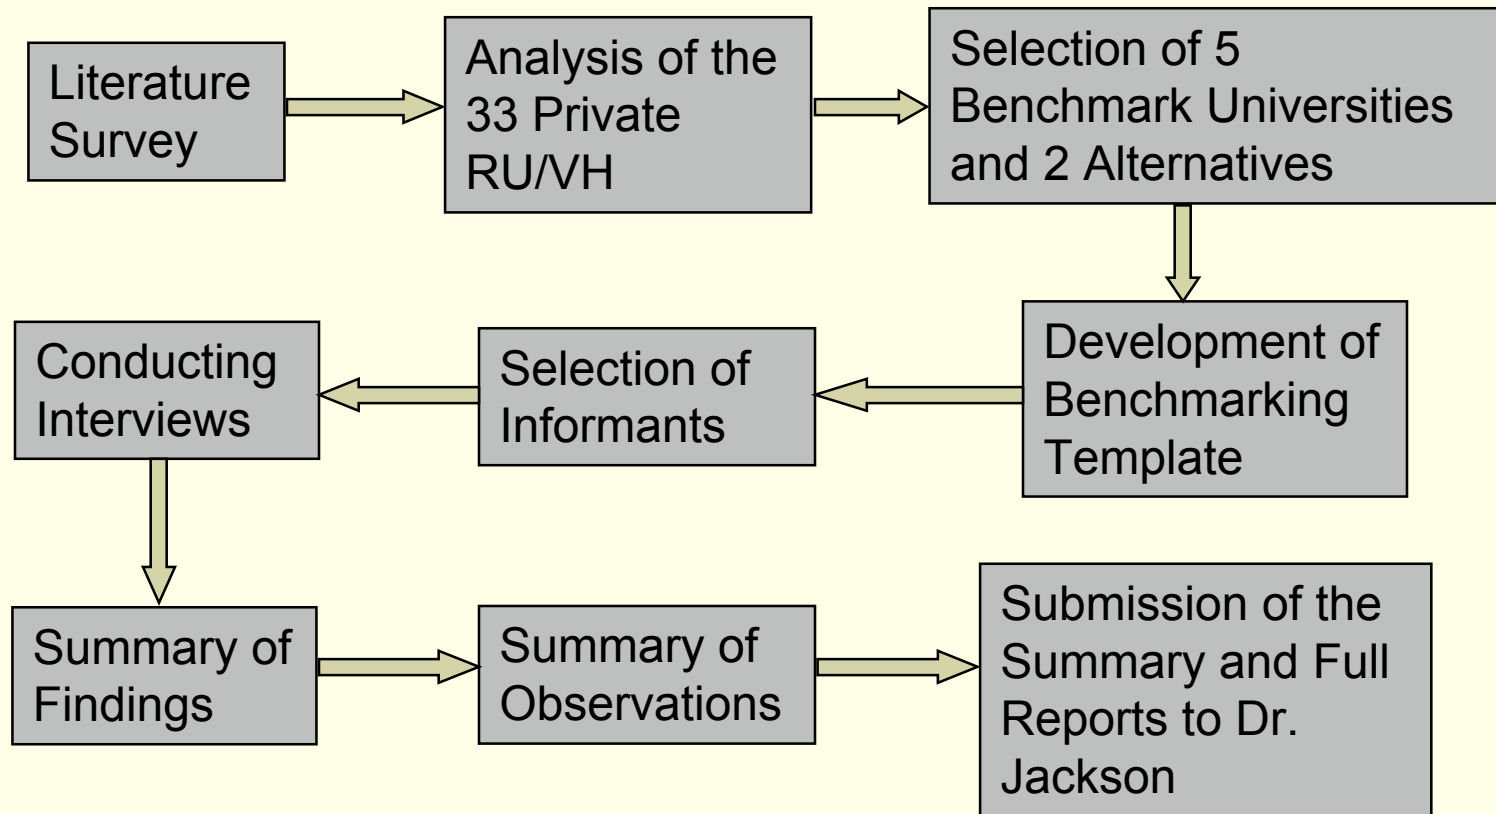 Literature
Survey
Analysis of the
33 Private
RU/VH
Selection of 5
Benchmark Universities
and 2 Alternatives
Development of
Benchmarking
Template
Selection of
Informants
Conducting
Interviews
Summary of
Findings
Summary of
Observations
Submission of the
Summary and Full
Reports to Dr.
Jackson